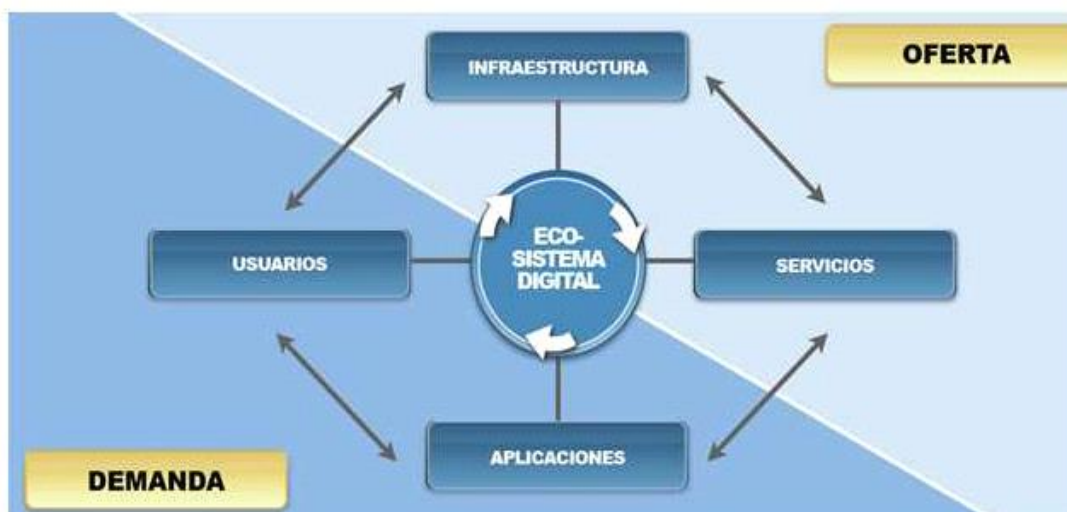 OFERTA
INFRAESTRUCTURA
ECO-
SISTEMA
DIGITAL
USUARIOS
SERVICIOS
APLICACIONES
DEMANDA